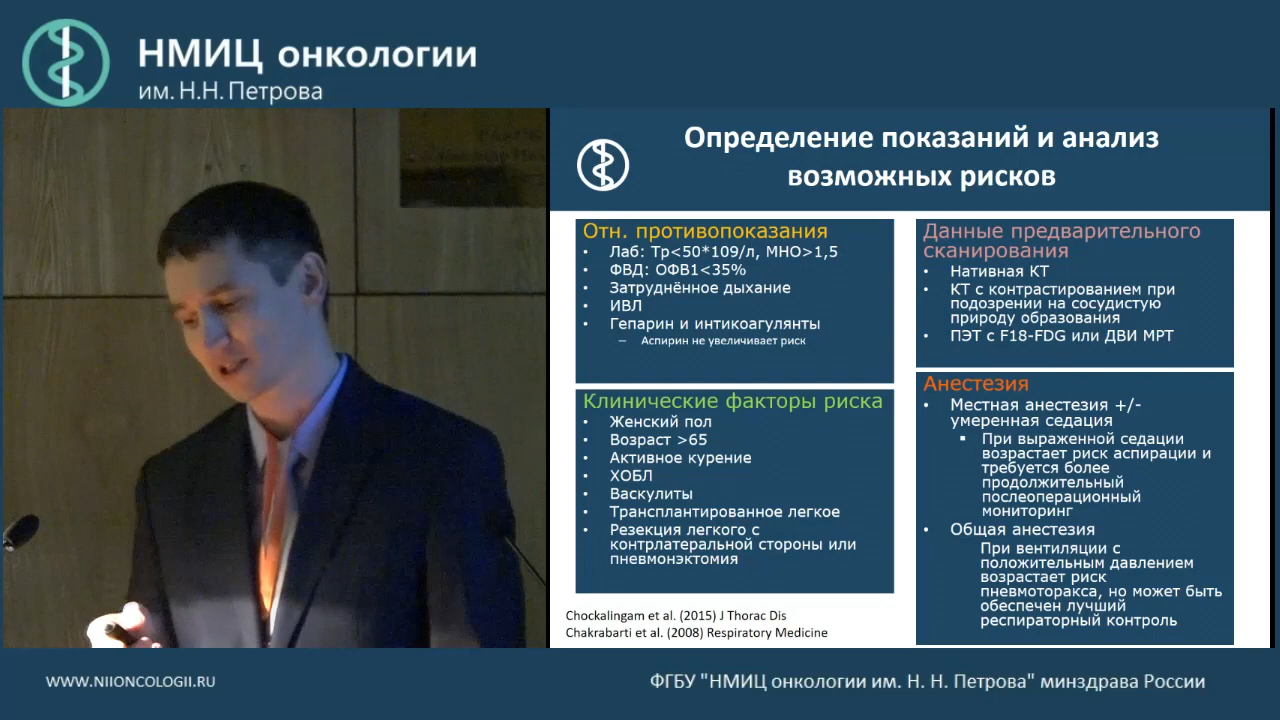 НМИЦ онкологии
им. Н.Н. Петрова
Определение показаний и анализ
возможных рисков
Отн. противопоказания
• Лаб: Тр<50*109/л, МНО>1,5
• ФВД: ОФВ1<35%
• Затруднённое дыхание
• ИВЛ
• Гепарин и интикоагулянты
– Аспирин не увеличивает риск
Клинические факторы риска
• Женский пол
• Возраст >65
• Активное курение
• ХОБЛ
• Васкулиты
• Трансплантированное легкое
• Резекция легкого с
контрлатеральной стороны или
пневмонэктомия
Данные предварительного
сканирования
• Нативная КТ
• КТ с контрастированием при
подозрении на сосудистую
природу образования
• ПЭТ с F18-FDG или ДВИ МРТ
Анестезия
• Местная анестезия +/-
умеренная седация
▪ При выраженной седации
возрастает риск аспирации и
требуется более
продолжительный
послеоперационный
мониторинг
• Общая анестезия
При вентиляции с
положительным давлением
возрастает риск
пневмоторакса, но может быть
обеспечен лучший
респираторный контроль
Chockalingam et al. (2015) J Thorac Dis
Chakrabarti et al. (2008) Respiratory Medicine
WWW.NIIONCOLOGII.RU
ФГБУ "НМИЦ онкологии им. Н. Н. Петрова" минздрава России